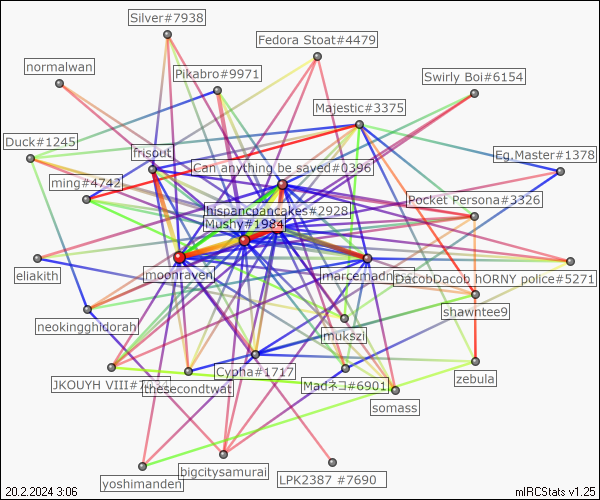 Silver#7938
Fedora Stoat#4479
normalwan
Pikabro#9971
Swirly Boi#6154
Majestic#3375
Duck#1245
frisout
Eg.Master#1378
Can anything be saved#0396
ming#4742
Pocket Persona#3326
hispancpancakes#2928
Mushy#1984
eliakith
moonraven
marcemadness
DacobDacob hORNY police#5271
shawntee9
neokingghidorah
mukszi
JKOUYH VIII#
thesecondtwat
Cypha#1717
Madネコ#6901
zebula
somass
yoshimanden
bigcitysamurai
LPK2387 #7690
20.2.2024 3:06
mIRCStats v1.25